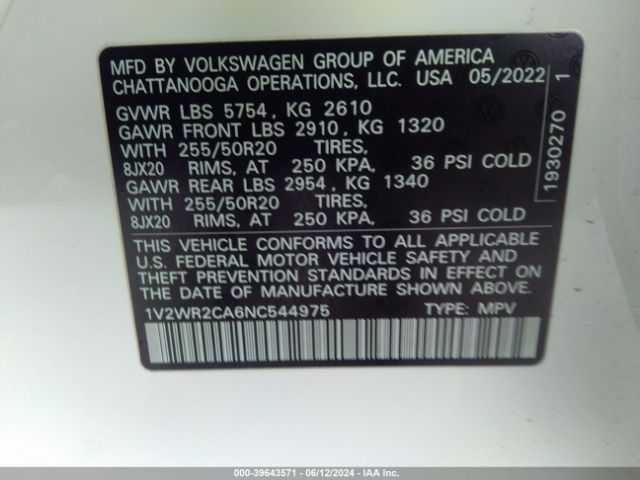 MFD BY VOLKSWAGEN GROUP OF AMERICA
CHATTANOOGA OPERATIONS, LLC. USA 05/2022
GVWR LBS 5754, KG 2610
GAWR FRONT LBS 2910, KG 1320
WITH 255/50R20 TIRES,
8JX20 RIMS, AT 250 KPA, 36 PSI COLD
GAWR REAR LBS 2954, KG 1340
WITH 255/50R20 TIRES,
8JX20 RIMS, AT 250 KPA, 36 PSI COLD
THIS VEHICLE CONFORMS TO ALL APPLICABLE
U.S. FEDERAL MOTOR VEHICLE SAFETY AND
THEFT PREVENTION STANDARDS IN EFFECT ON
THE DATE OF MANUFACTURE SHOWN ABOVE.
1V2WR2CA6NC544975 TYPE: MPV
1930270 1
000-39643571 | 06/12/2024 | IAA Inc.